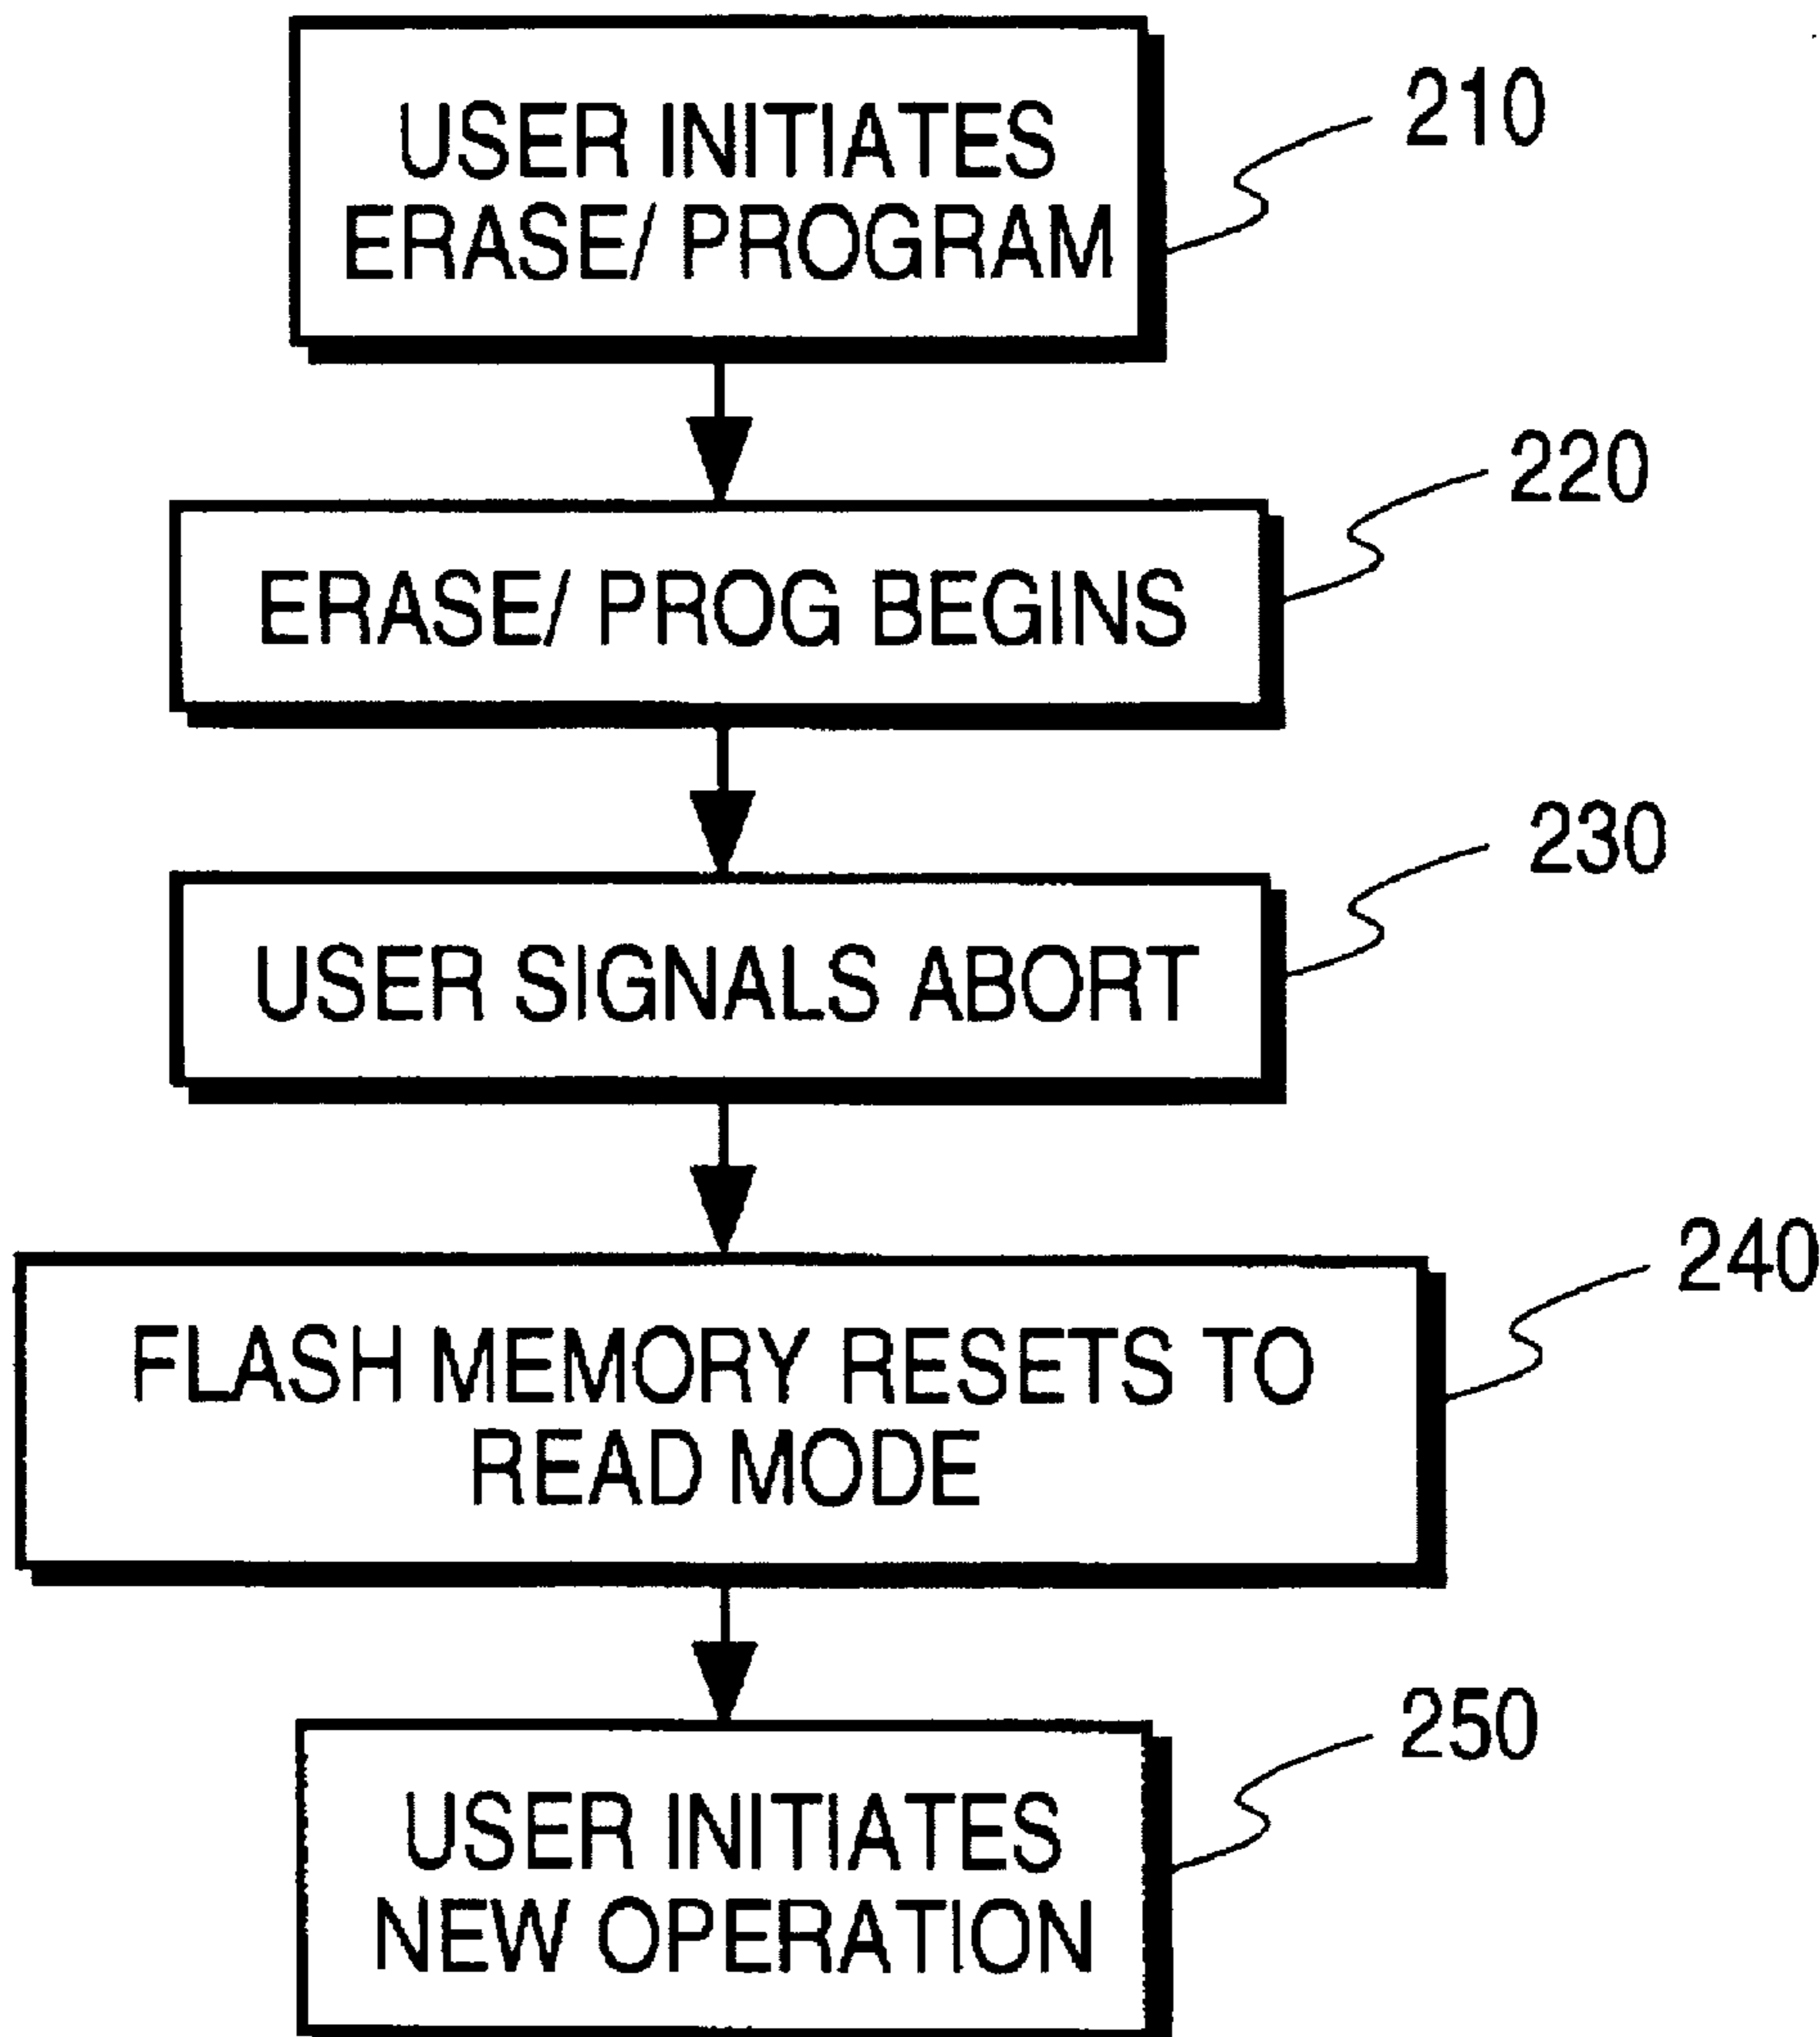 USER INITIATES
ERASE/ PROGRAM
210
ERASE/ PROG BEGINS
220
USER SIGNALS ABORT
230
FLASH MEMORY RESETS TO
READ MODE
240
USER INITIATES
NEW OPERATION
250